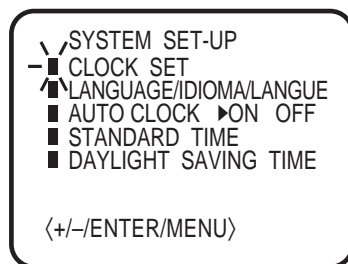 SYSTEM SET-UP
CLOCK SET
LANGUAGE/IDIOMA/LANGUE
AUTO CLOCK ▶ON OFF
STANDARD TIME
DAYLIGHT SAVING TIME
〈+/–/ENTER/MENU〉